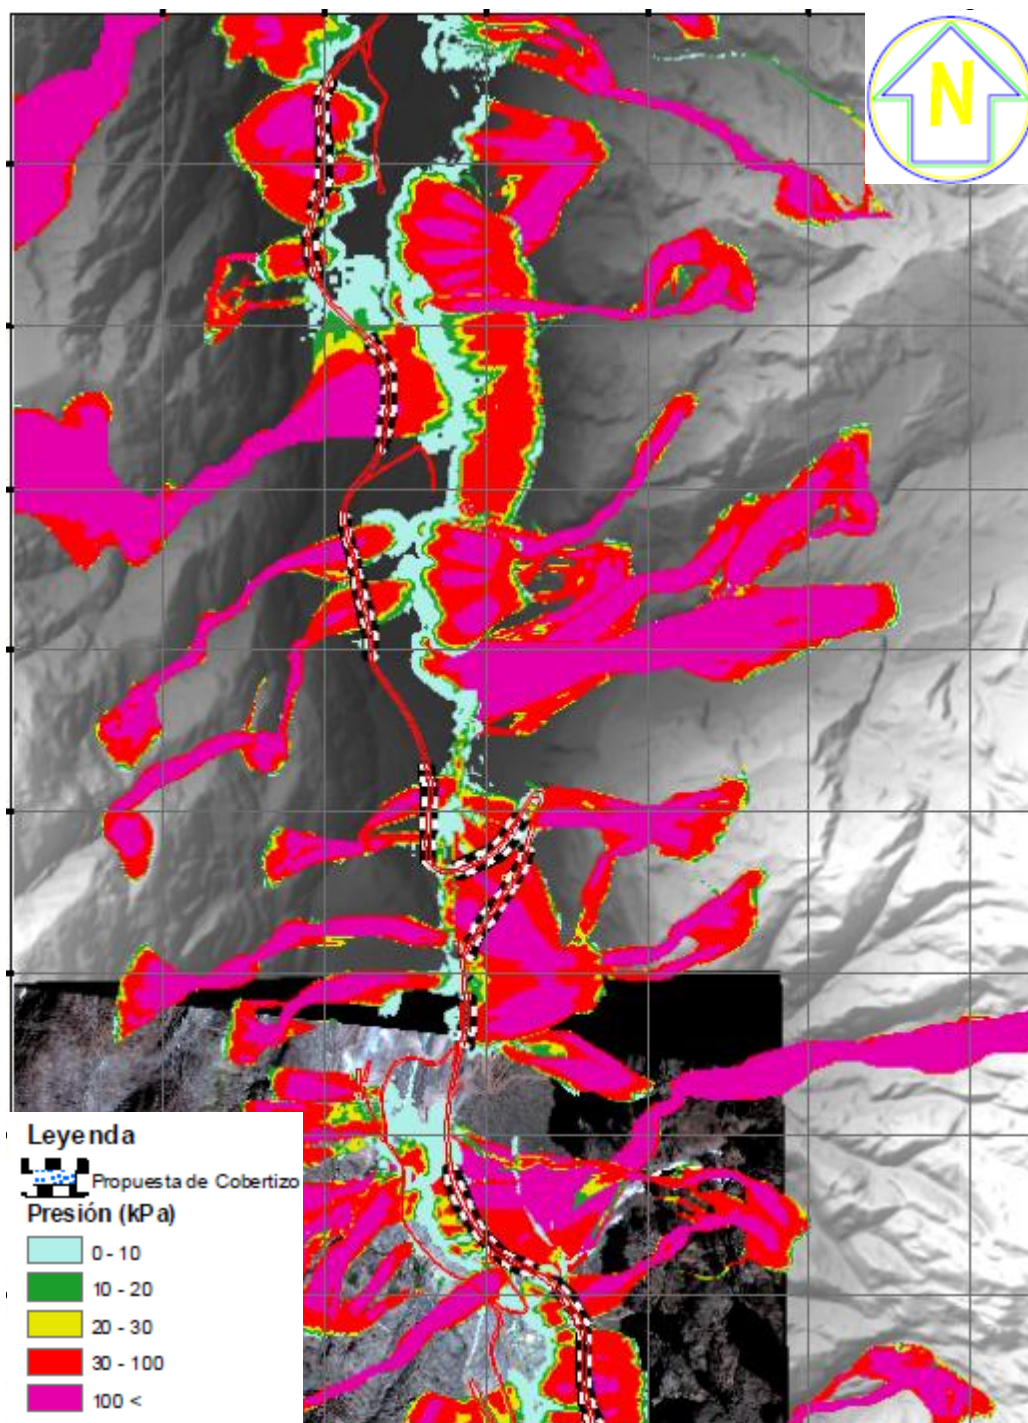 N
Leyenda
Propuesta de Cobertizo
Presión (kPa)
0 - 10
10 - 20
20 - 30
30 - 100
100 <